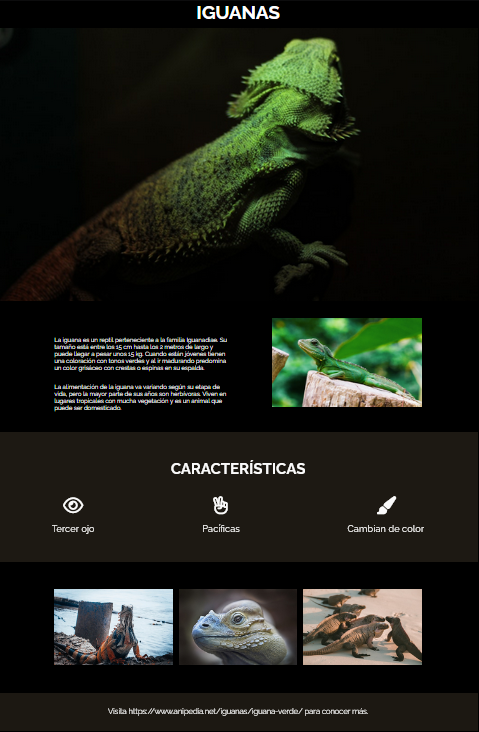 IGUANAS
La iguana es un reptil perteneciente a la familia Iguanadiae. Su
tamaño está entre los 15 cm hasta los 2 metros de largo y
puede llegar a pesar unos 15 kg. Cuando están jóvenes tienen
una coloración con tonos verdes y al ir madurando predomina
un color grisáceo con crestas o espinas en su espalda.
La alimentación de la iguana va variando según su etapa de
vida, pero la mayor parte de sus años son herbívoras. Viven en
lugares tropicales con mucha vegetación y es un animal que
puede ser domesticado.
CARACTERÍSTICAS
Tercer ojo
Pacíficas
Cambian de color
Visita https://www.anipedia.net/iguanas/iguana-verde/ para conocer más.